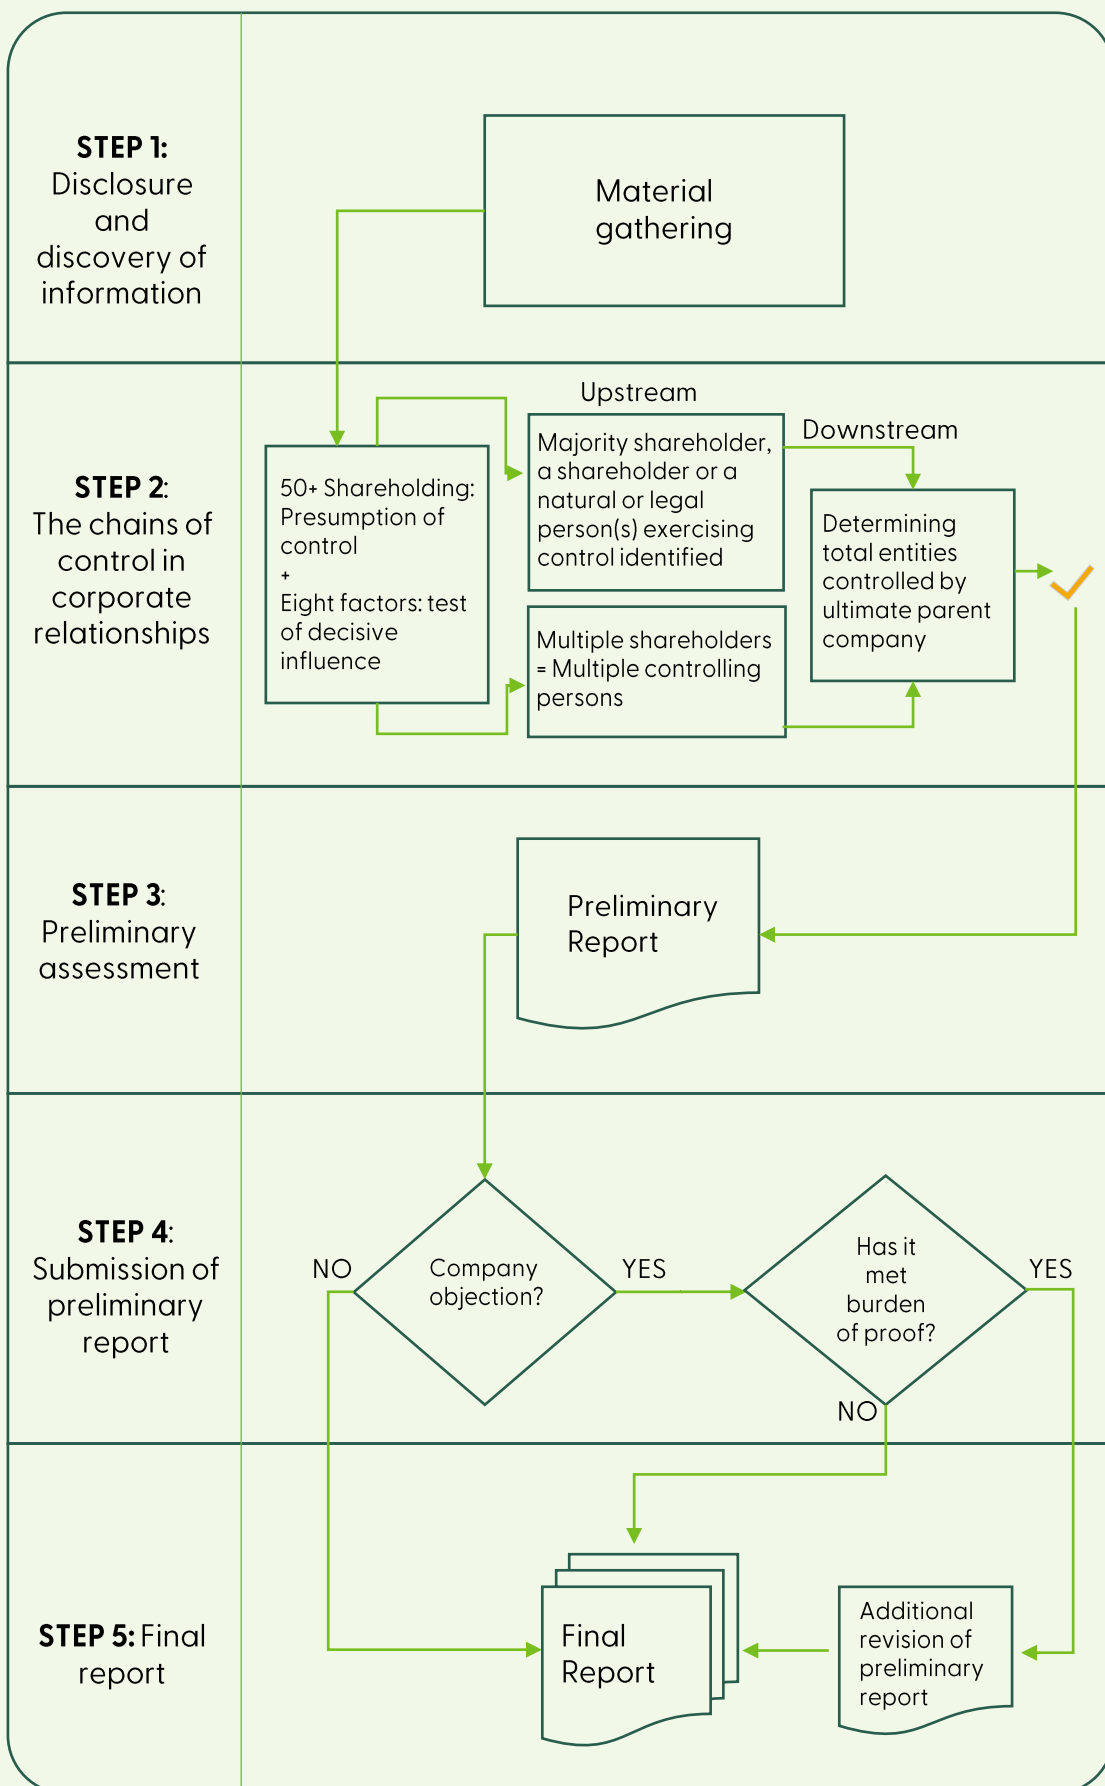 STEP 1:
Disclosure
and
discovery of
information
Material
gathering
STEP 2:
The chains of
control in
corporate
relationships
50+ Shareholding:
Presumption of
control
+
Eight factors: test
of decisive
influence
Upstream
Majority shareholder,
a shareholder or a
natural or legal
person(s) exercising
control identified
Multiple shareholders
= Multiple controlling
persons
Downstream
Determining
total entities
controlled by
ultimate parent
company
STEP 3:
Preliminary
assessment
Preliminary
Report
STEP 4:
Submission of
preliminary
report
NO
Company
objection?
YES
Has it
met
burden
of proof?
YES
NO
STEP 5: Final
report
Final
Report
Additional
revision of
preliminary
report